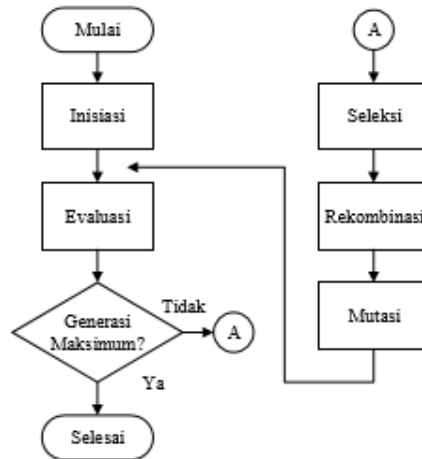 Mulai
Inisiasi
Evaluasi
Generasi
Maksimum?
Tidak
A
Ya
Selesai
A
Seleksi
Rekombinasi
Mutasi